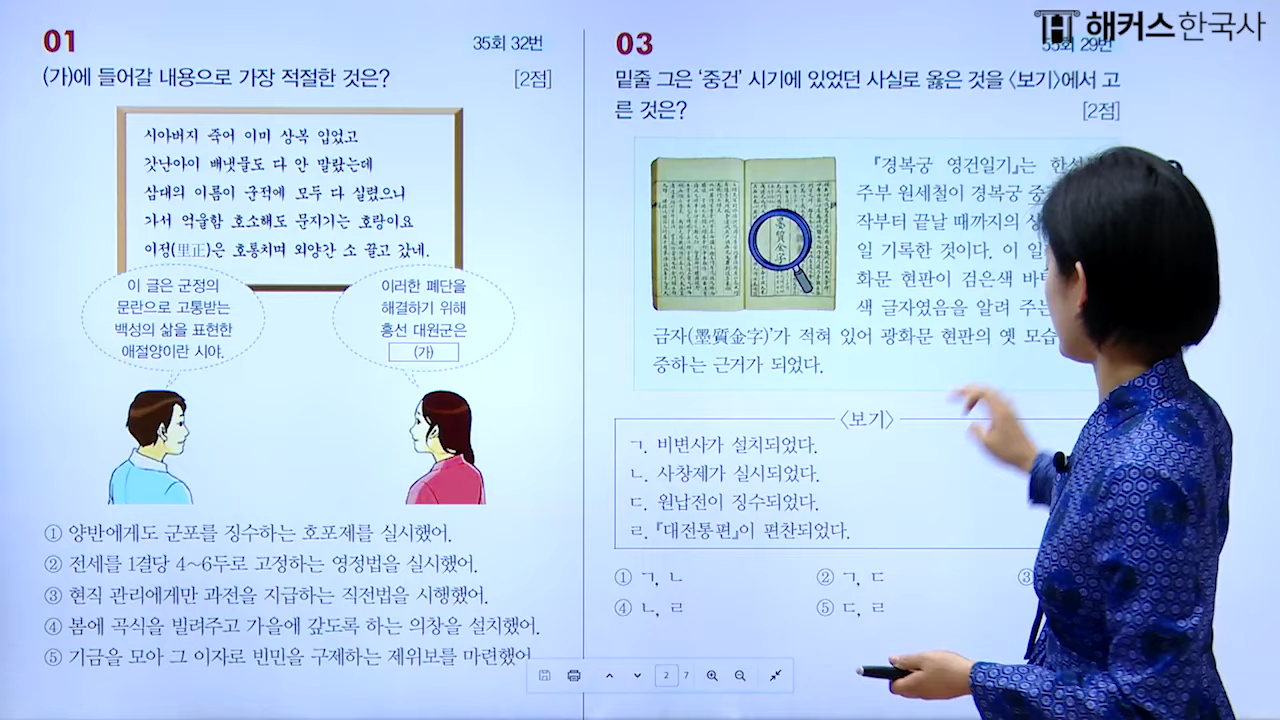 해커스한국사
01
35회 32번
(가)에 들어갈 내용으로 가장 적절한 것은?
[2점]
시아버지 죽어 이미 상복 입었고
갓난아이 배냇물도 다 안 말랐는데
삼대의 이름이 군적에 모두 다 실렸으니
가서 억울함 호소해도 문지기는 호랑이요
이정(里正)은 호통치며 외양간 소 끌고 갔네.
이 글은 군정의
문란으로 고통받는
백성의 삶을 표현한
애절양이란 시야.
이러한 폐단을
해결하기 위해
흥선 대원군은
(가)
① 양반에게도 군포를 징수하는 호포제를 실시했어.
② 전세를 1결당 4~6두로 고정하는 영정법을 실시했어.
③ 현직 관리에게만 과전을 지급하는 직전법을 시행했어.
④ 봄에 곡식을 빌려주고 가을에 갚도록 하는 의창을 설치했어.
⑤ 기금을 모아 그 이자로 빈민을 구제하는 제위보를 마련했어
03
55회 29번
밑줄 그은 '중건' 시기에 있었던 사실로 옳은 것을 〈보기〉에서 고
른 것은?
[2점]
『경복궁 영건일기』는
주부 원세철이 경복궁
작부터 끝날 때까지의
일 기록한 것이다. 이
화문 현판이 검은색
색 글자였음을 알려 주는
금자(墨質金字)'가 적혀 있어 광화문 현판의 옛 모습
증하는 근거가 되었다.
墨質金字
〈보기〉
ㄱ. 비변사가 설치되었다.
ㄴ. 사창제가 실시되었다.
ㄷ. 원납전이 징수되었다.
ㄹ. 『대전통편』이 편찬되었다.
① ㄱ, ㄴ
② ㄱ, ㄷ
③
④ ㄴ, ㄹ
⑤ ㄷ, ㄹ
2
7